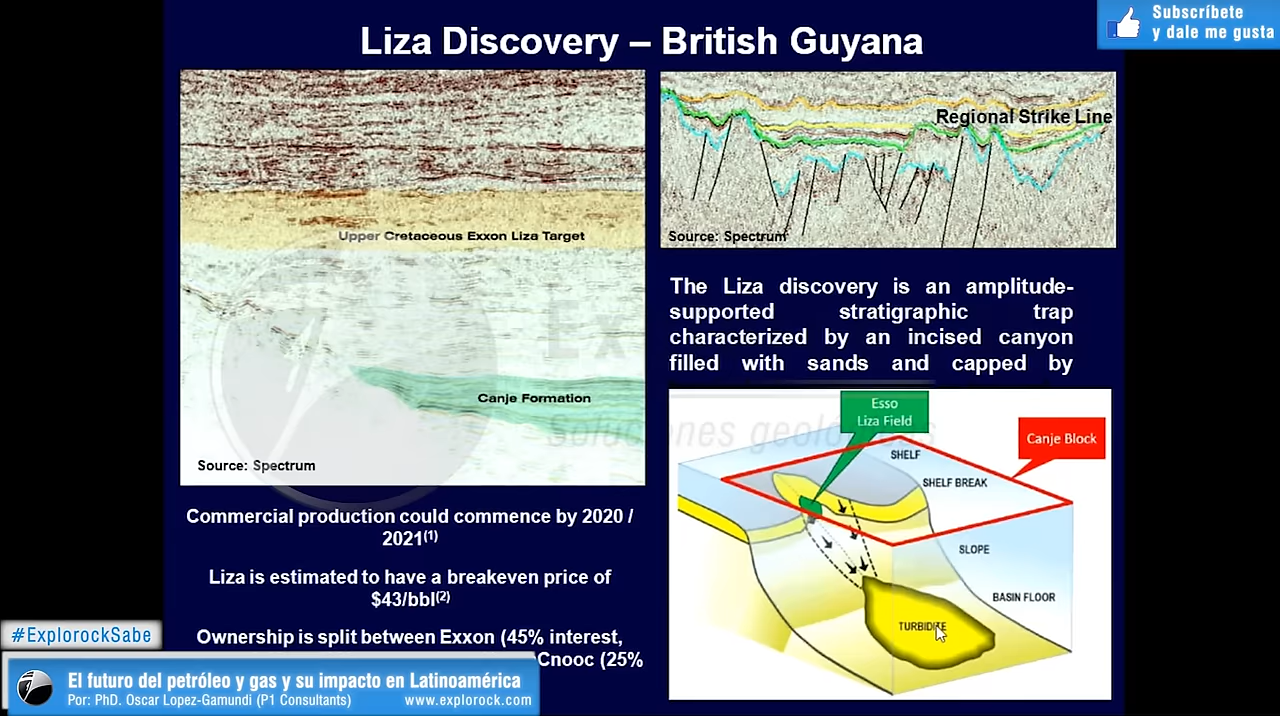 Subscríbete
y dale me gusta
Liza Discovery – British Guyana
Upper Cretaceous Exxon Liza Target
Canje Formation
Source: Spectrum
Regional Strike Line
Source: Spectrum
The Liza discovery is an amplitude-
supported stratigraphic trap
characterized by an incised canyon
filled with sands and capped by
Commercial production could commence by 2020 /
2021(1)
Liza is estimated to have a breakeven price of
$43/bbl(2)
Ownership is split between Exxon (45% interest,
Cnooc (25%
Esso
Liza Field
Canje Block
SHELF
SHELF BREAK
SLOPE
BASIN FLOOR
TURBIDITE
#ExplorockSabe
El futuro del petróleo y gas y su impacto en Latinoamérica
Por: PhD. Oscar Lopez-Gamundi (P1 Consultants) www.explorock.com